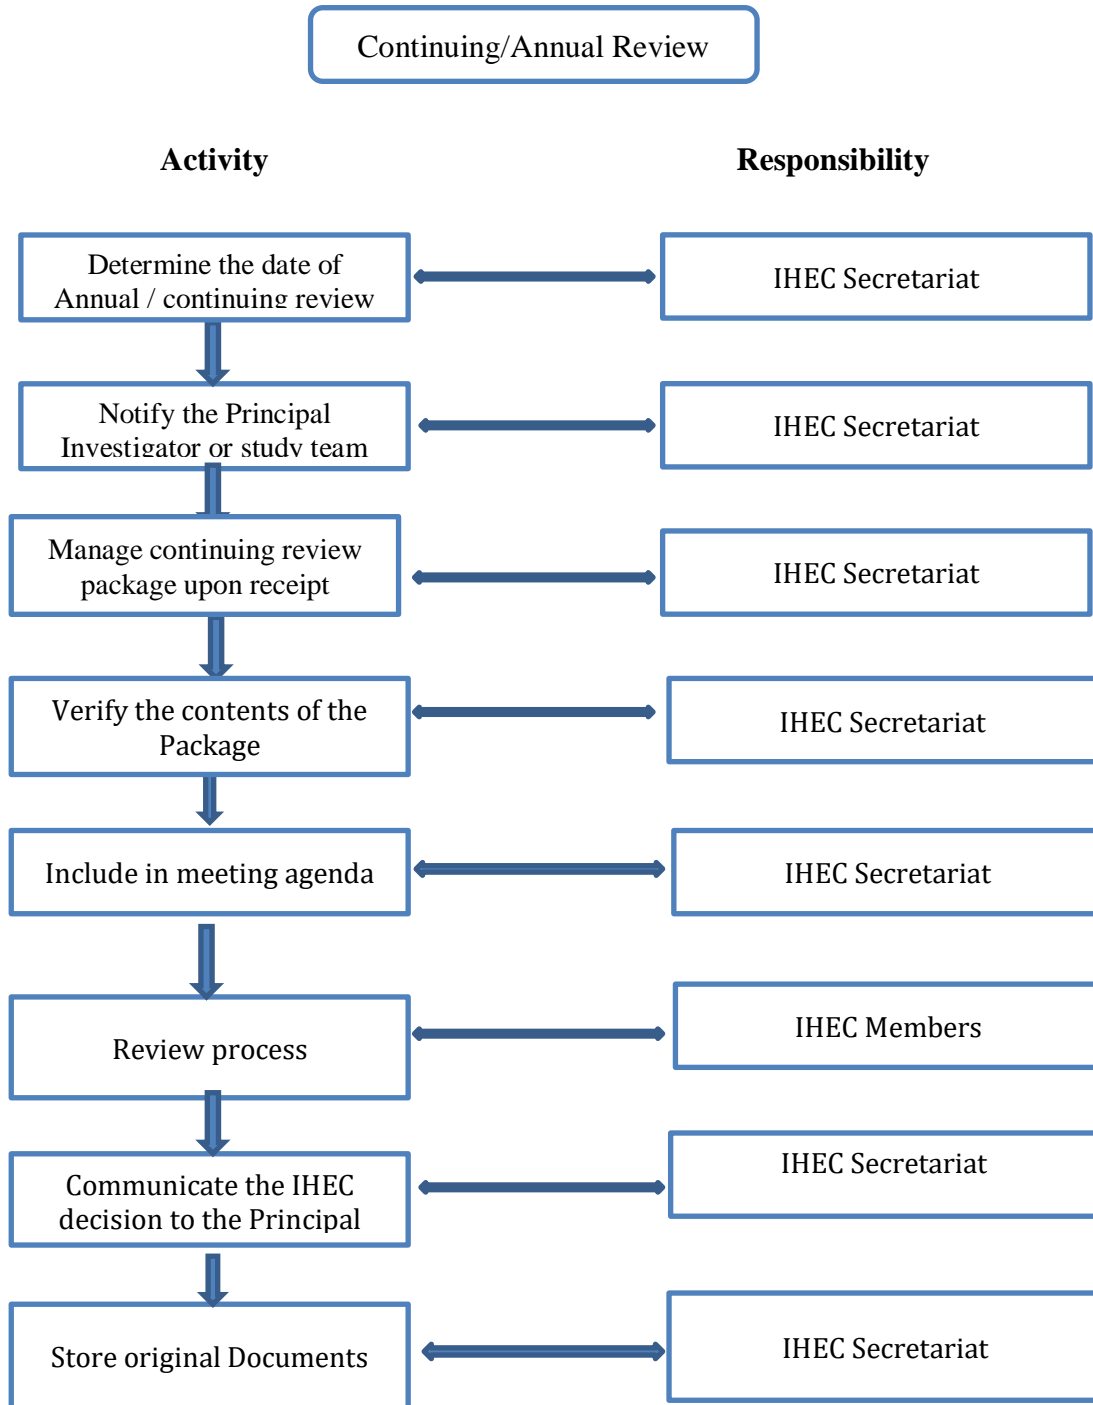 Continuing/Annual Review
Activity
Responsibility
Determine the date of
Annual / continuing review
IHEC Secretariat
Notify the Principal
Investigator or study team
IHEC Secretariat
Manage continuing review
package upon receipt
IHEC Secretariat
Verify the contents of the
Package
IHEC Secretariat
Include in meeting agenda
IHEC Secretariat
Review process
IHEC Members
Communicate the IHEC
decision to the Principal
IHEC Secretariat
Store original Documents
IHEC Secretariat